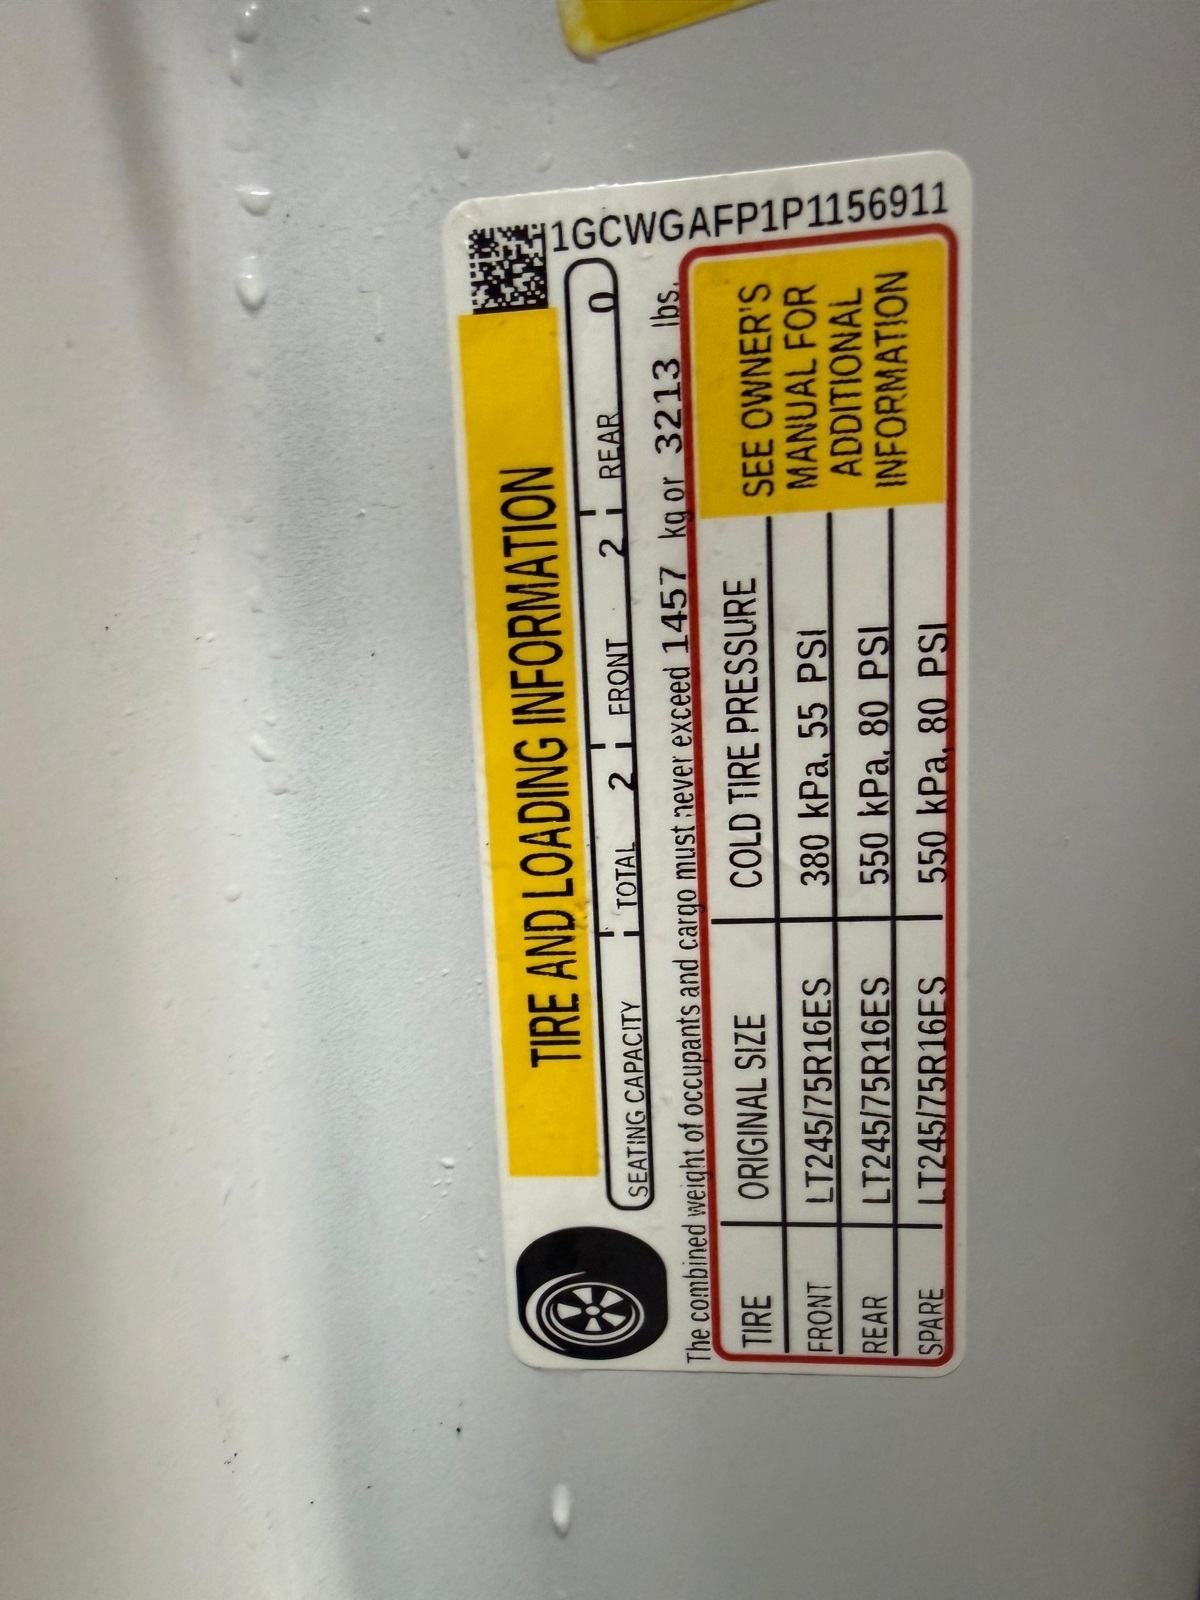 1GCWGAFP1P1156911
TIRE AND LOADING INFORMATION
SEATING CAPACITY TOTAL 2 FRONT 2 REAR 0
The combined weight of occupants and cargo must never exceed 1457 kg or 3213 lbs.
TIRE ORIGINAL SIZE COLD TIRE PRESSURE
FRONT LT245/75R16ES 380 kPa, 55 PSI
REAR LT245/75R16ES 550 kPa, 80 PSI
SPARE LT245/75R16ES 550 kPa, 80 PSI
SEE OWNER'S
MANUAL FOR
ADDITIONAL
INFORMATION